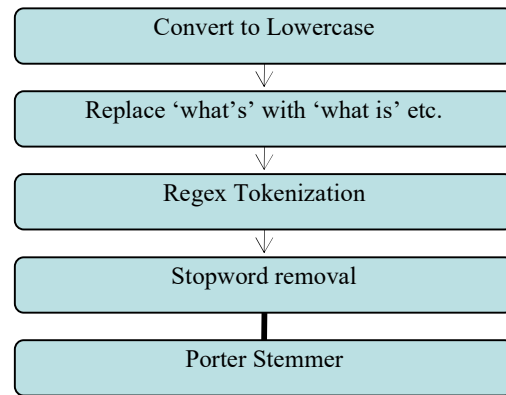 Convert to Lowercase
Replace ‘what’s’ with ‘what is’ etc.
Regex Tokenization
Stopword removal
Porter Stemmer